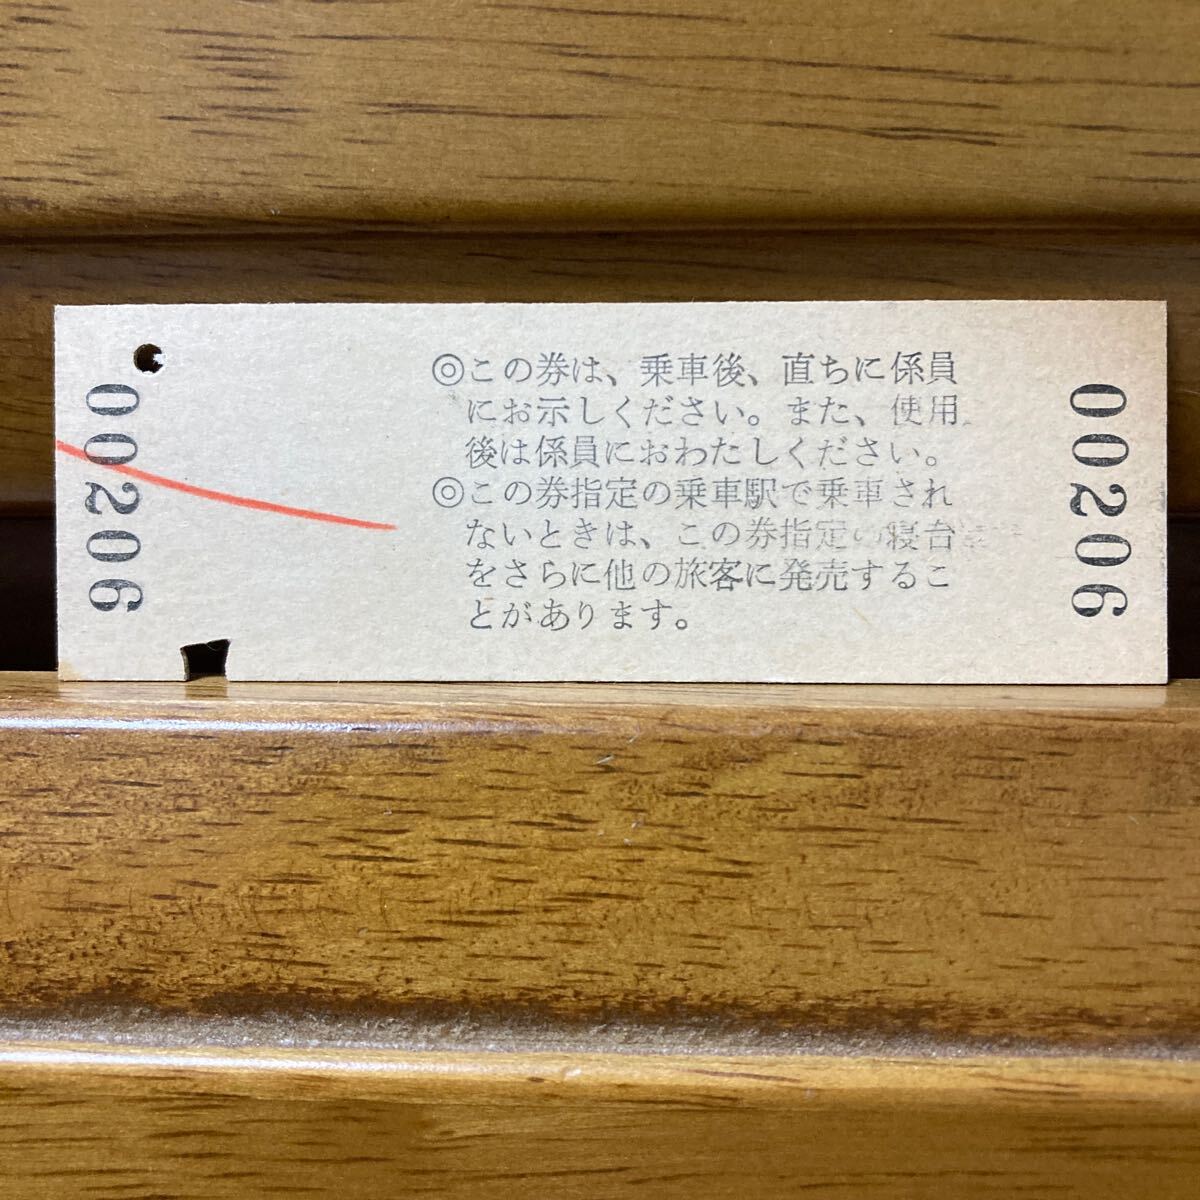 00206
◎この券は、乗車後、直ちに係員
にお示しください。また、使用
後は係員におわたしください。
◎この券指定の乗車駅で乗車され
ないときは、この券指定の寝台
をさらに他の旅客に発売するこ
とがあります。
00206